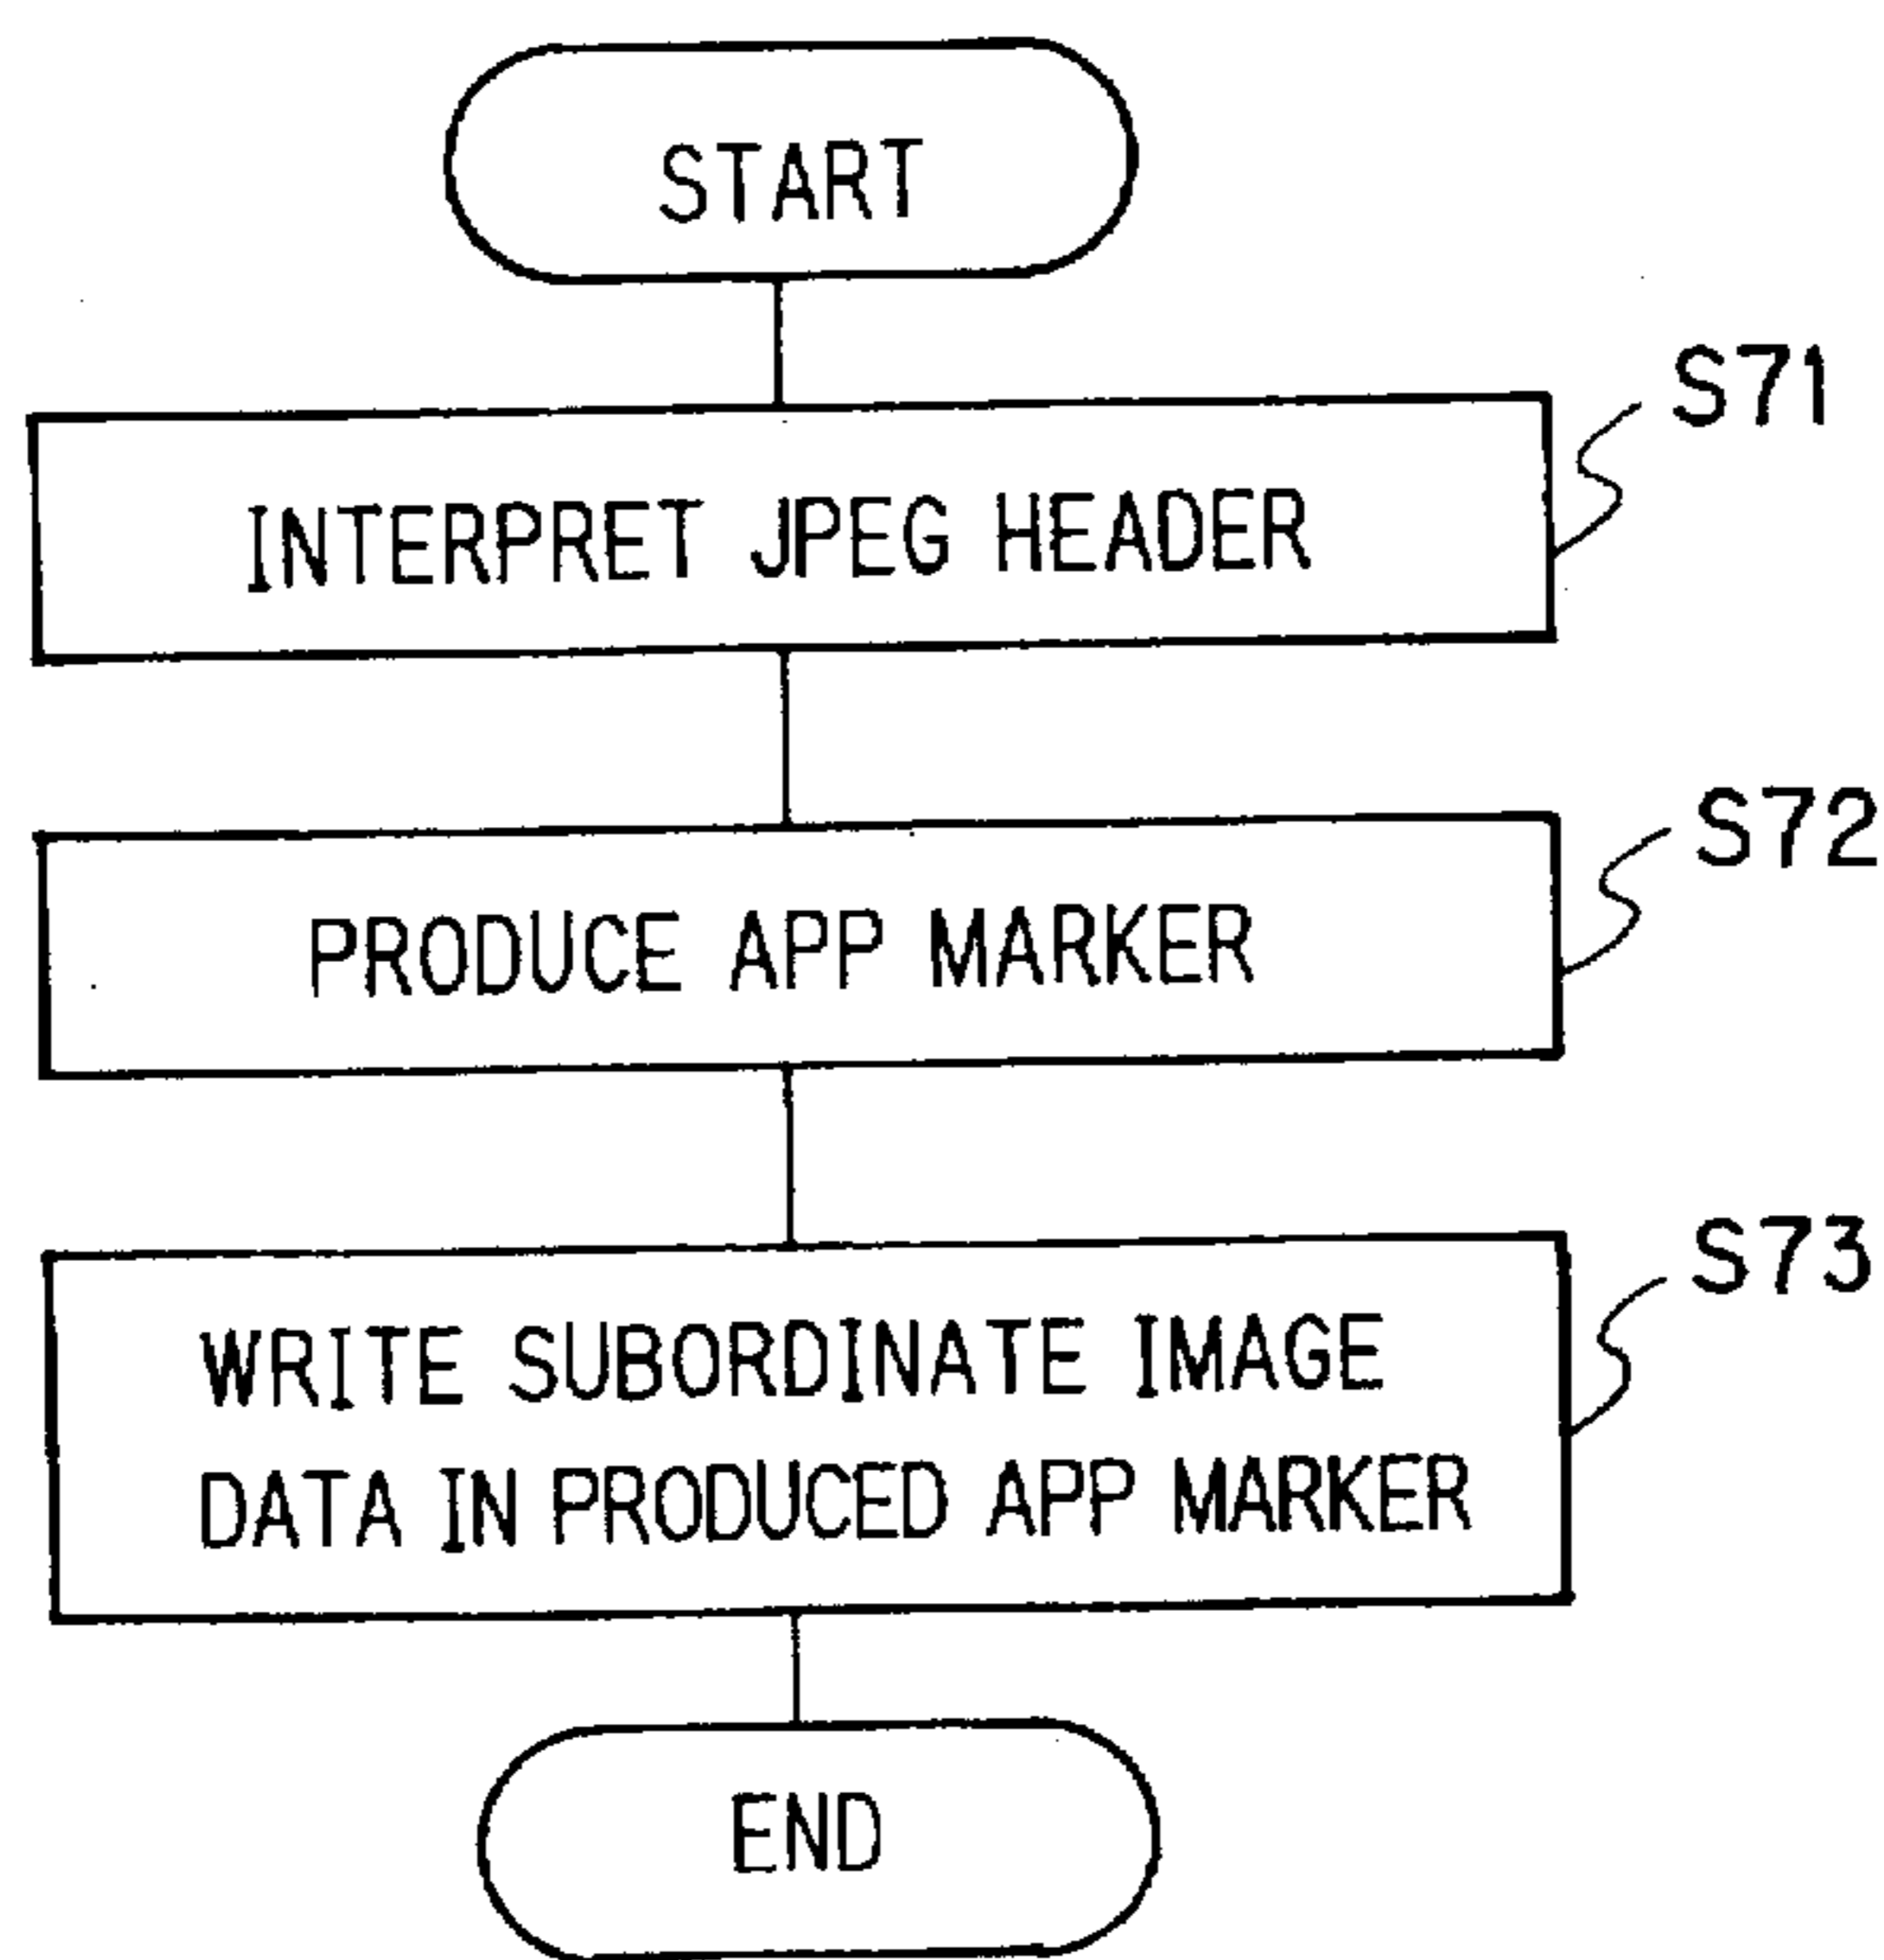 START
S71
INTERPRET JPEG HEADER
S72
PRODUCE APP MARKER
S73
WRITE SUBORDINATE IMAGE
DATA IN PRODUCED APP MARKER
END